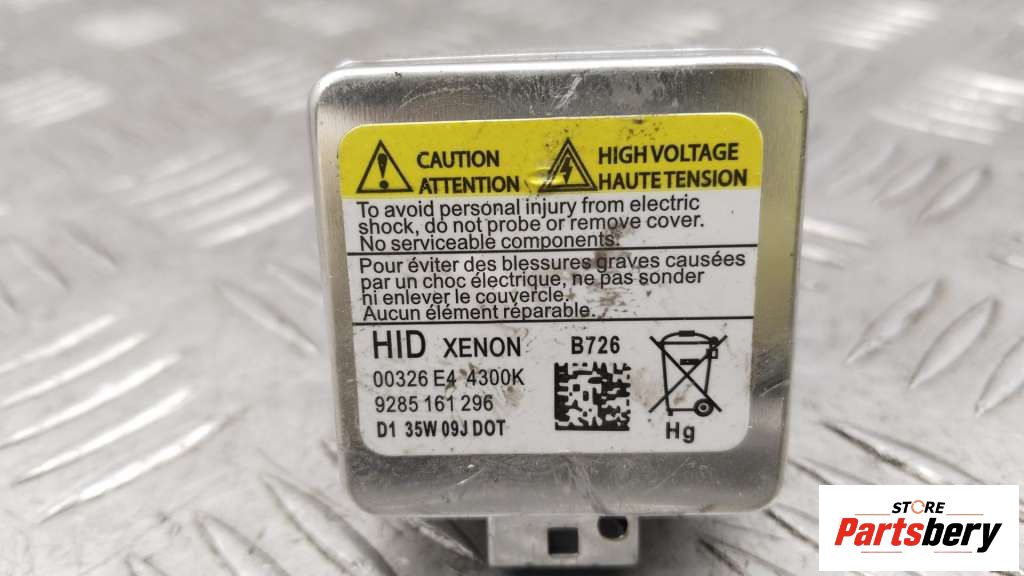 CAUTION
ATTENTION
HIGH VOLTAGE
HAUTE TENSION
To avoid personal injury from electric
shock, do not probe or remove cover.
No serviceable components.
Pour éviter des blessures graves causées
par un choc électrique, ne pas sonder
ni enlever le couvercle.
Aucun élément réparable.
HID XENON B726
00326 E4 4300K
9285 161 296
D1 35W 09J DOT
Hg
STORE
Partsbery